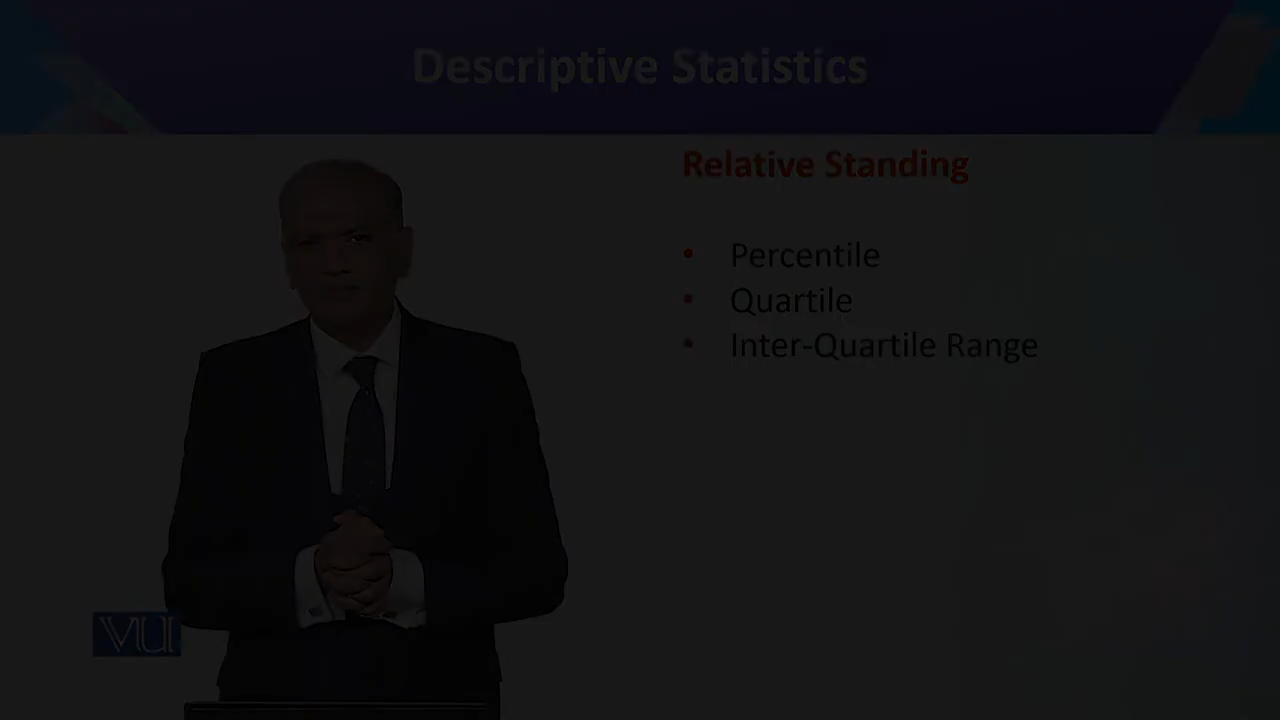 Descriptive Statistics
Relative Standing
• Percentile
• Quartile
• Inter-Quartile Range
VU